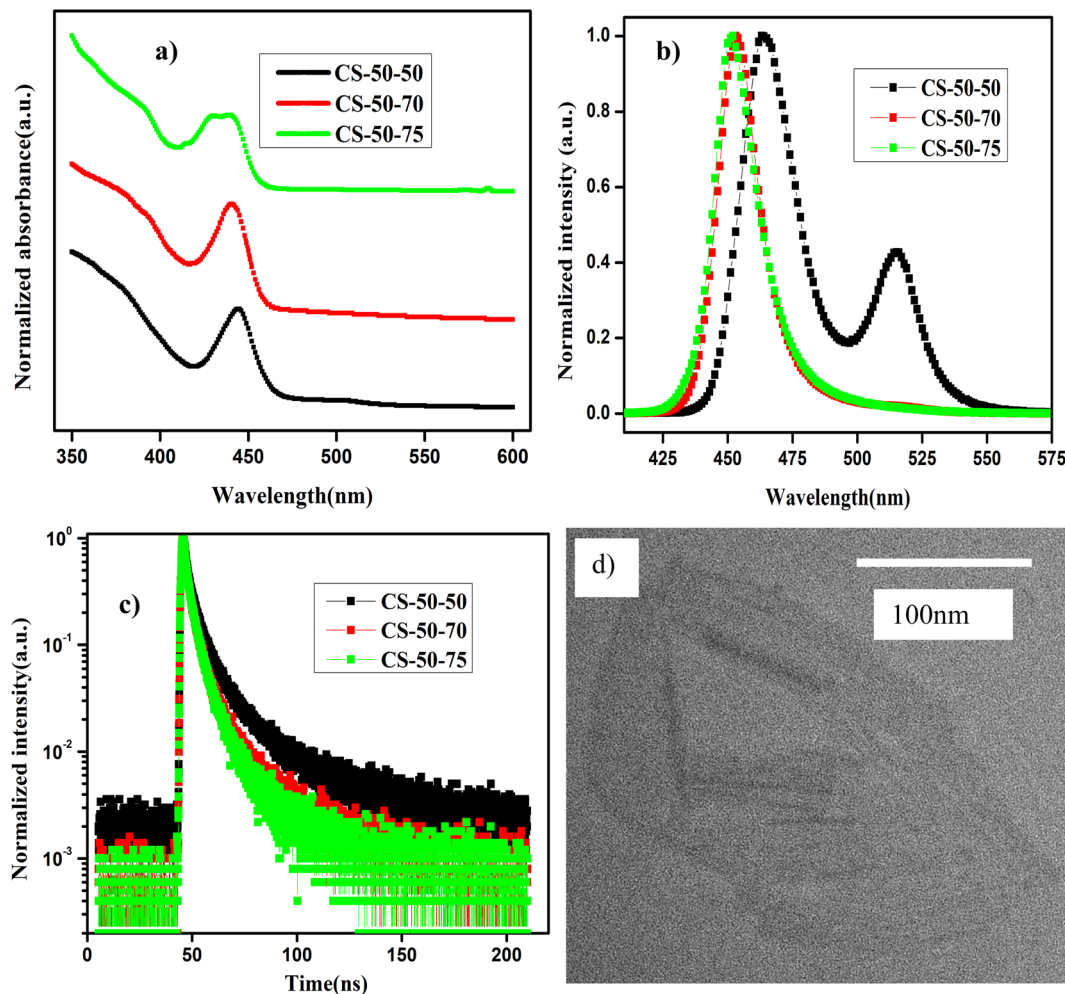 a)
CS-50-50
CS-50-70
CS-50-75
Normalized absorbance(a.u.)
350 400 450 500 550 600
Wavelength(nm)
b)
CS-50-50
CS-50-70
CS-50-75
Normalized intensity (a.u.)
1.0
0.8
0.6
0.4
0.2
0.0
425 450 475 500 525 550 575
Wavelength(nm)
c)
CS-50-50
CS-50-70
CS-50-75
Normalized intensity(a.u.)
10⁰
10⁻¹
10⁻²
10⁻³
0 50 100 150 200
Time(ns)
d)
100nm